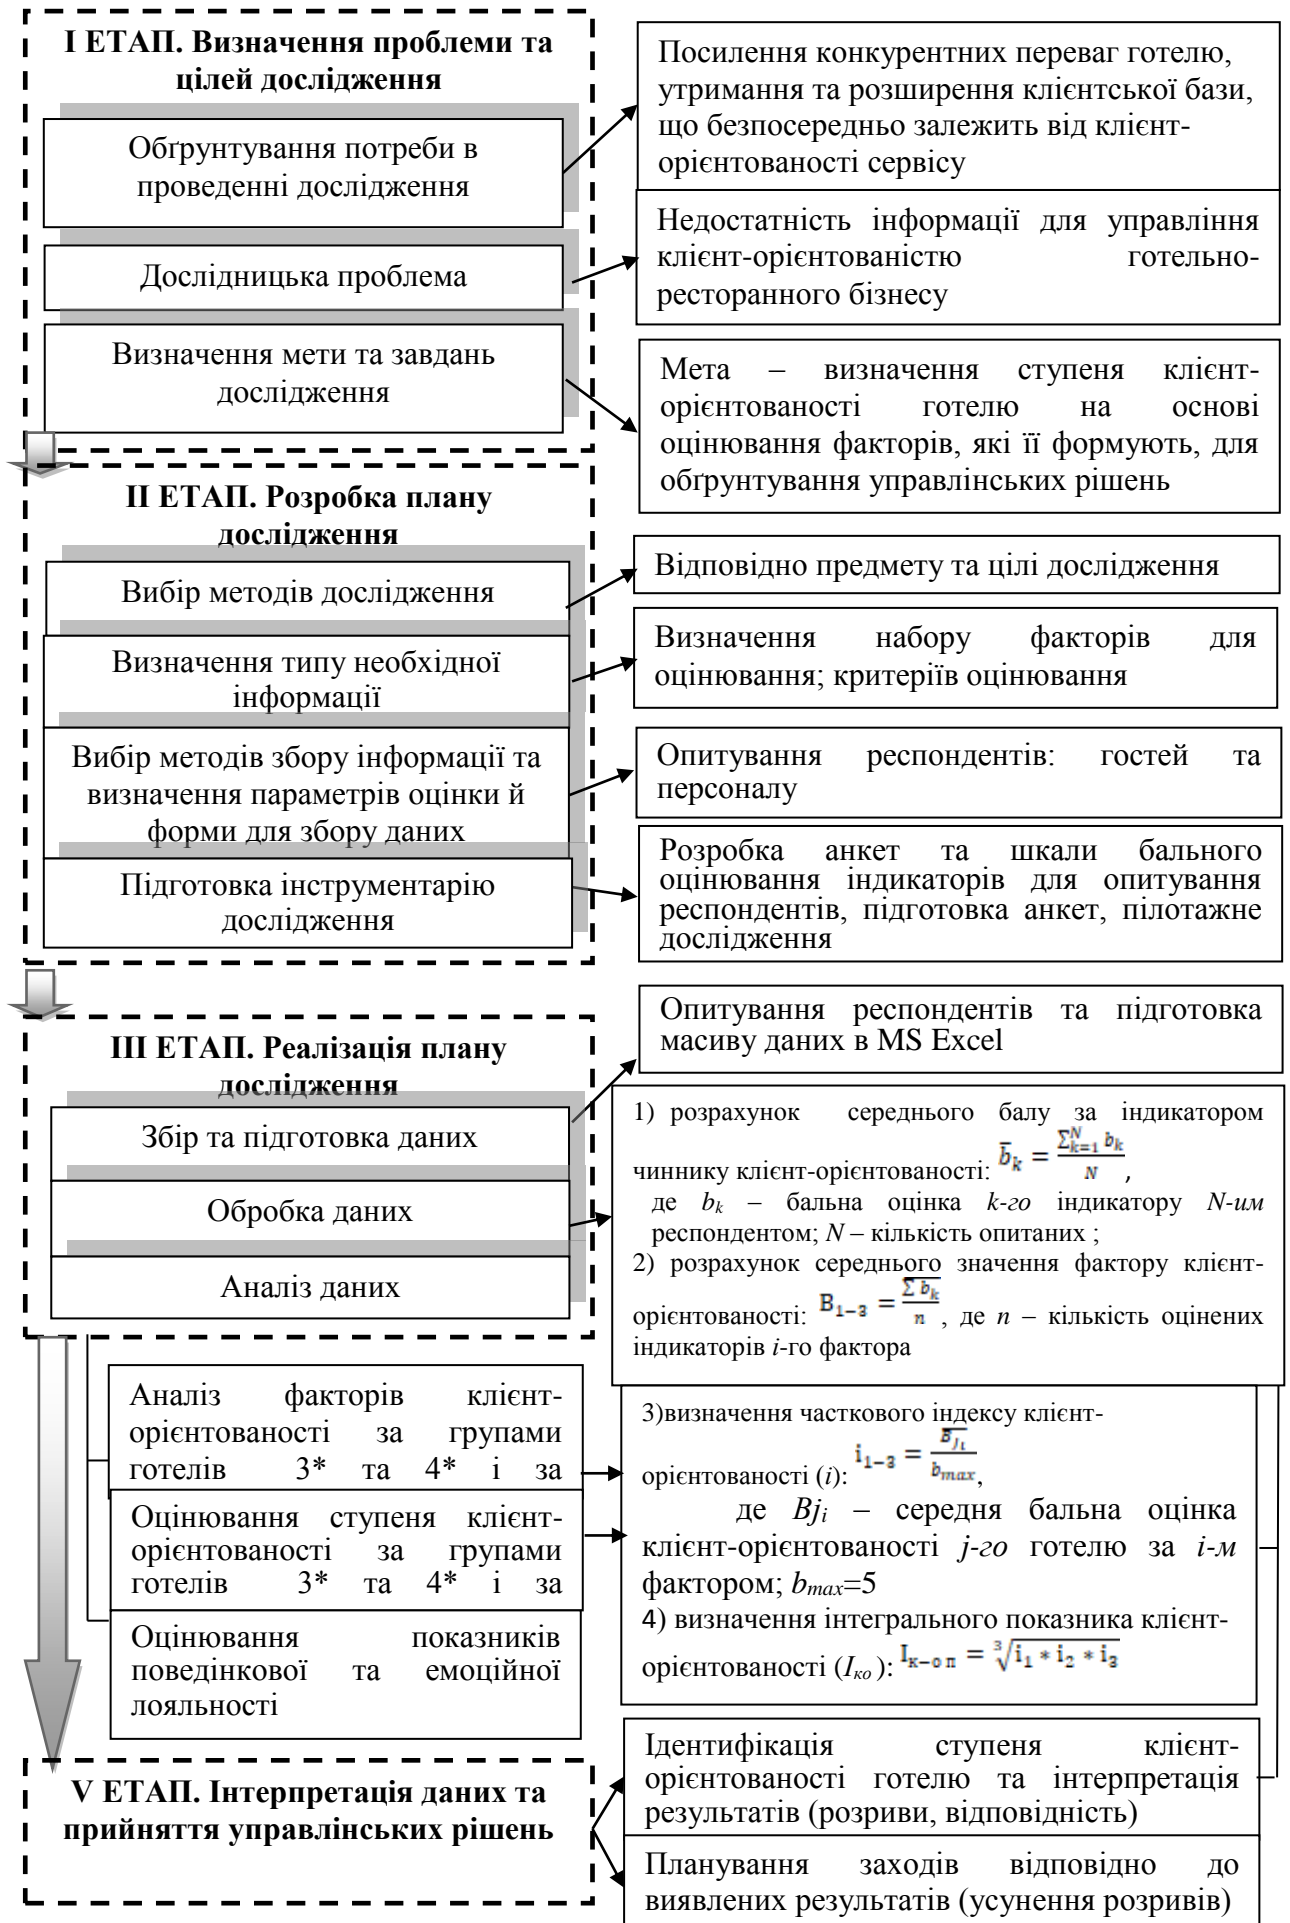 І ЕТАП. Визначення проблеми та
цілей дослідження
Обґрунтування потреби в
проведенні дослідження
Дослідницька проблема
Визначення мети та завдань
дослідження
Посилення конкурентних переваг готелю,
утримання та розширення клієнтської бази,
що безпосередньо залежить від клієнт-
орієнтованості сервісу
Недостатність інформації для управління
клієнт-орієнтованістю готельно-
ресторанного бізнесу
Мета – визначення ступеня клієнт-
орієнтованості готелю на основі
оцінювання факторів, які її формують, для
обґрунтування управлінських рішень
ІІ ЕТАП. Розробка плану
дослідження
Вибір методів дослідження
Визначення типу необхідної
інформації
Вибір методів збору інформації та
визначення параметрів оцінки й
форми для збору даних
Підготовка інструментарію
дослідження
Відповідно предмету та цілі дослідження
Визначення набору факторів для
оцінювання; критеріїв оцінювання
Опитування респондентів: гостей та
персоналу
Розробка анкет та шкали бального
оцінювання індикаторів для опитування
респондентів, підготовка анкет, пілотажне
дослідження
ІІІ ЕТАП. Реалізація плану
дослідження
Збір та підготовка даних
Обробка даних
Аналіз даних
Опитування респондентів та підготовка
масиву даних в MS Excel
1) розрахунок середнього балу за індикатором
чиннику клієнт-орієнтованості: b̄ₖ = ∑ᴺₖ₌₁ bₖ / N ,
де bₖ – бальна оцінка k-го індикатору N-им
респондентом; N – кількість опитаних ;
2) розрахунок середнього значення фактору клієнт-
орієнтованості: B₁₋₃ = ∑ b̄ₖ / n , де n – кількість оцінених
індикаторів i-го фактора
Аналіз факторів клієнт-
орієнтованості за групами
готелів 3* та 4* і за
Оцінювання ступеня клієнт-
орієнтованості за групами
готелів 3* та 4* і за
Оцінювання показників
поведінкової та емоційної
лояльності
3)визначення часткового індексу клієнт-
орієнтованості (i): i₁₋₃ = B̄ⱼᵢ / bmax,
де Bjᵢ – середня бальна оцінка
клієнт-орієнтованості j-го готелю за i-м
фактором; bmax=5
4) визначення інтегрального показника клієнт-
орієнтованості (Iко ): Iк−о п = ∛(i₁ * i₂ * i₃)
V ЕТАП. Інтерпретація даних та
прийняття управлінських рішень
Ідентифікація ступеня клієнт-
орієнтованості готелю та інтерпретація
результатів (розриви, відповідність)
Планування заходів відповідно до
виявлених результатів (усунення розривів)